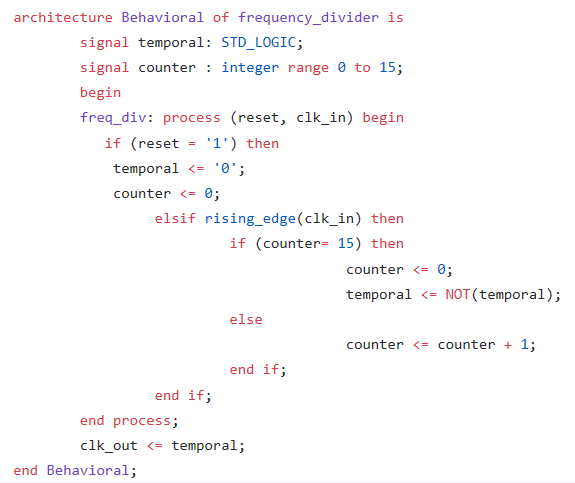 architecture Behavioral of frequency_divider is
signal temporal: STD_LOGIC;
signal counter : integer range 0 to 15;
begin
freq_div: process (reset, clk_in) begin
if (reset = '1') then
temporal <= '0';
counter <= 0;
elsif rising_edge(clk_in) then
if (counter= 15) then
counter <= 0;
temporal <= NOT(temporal);
else
counter <= counter + 1;
end if;
end if;
end process;
clk_out <= temporal;
end Behavioral;